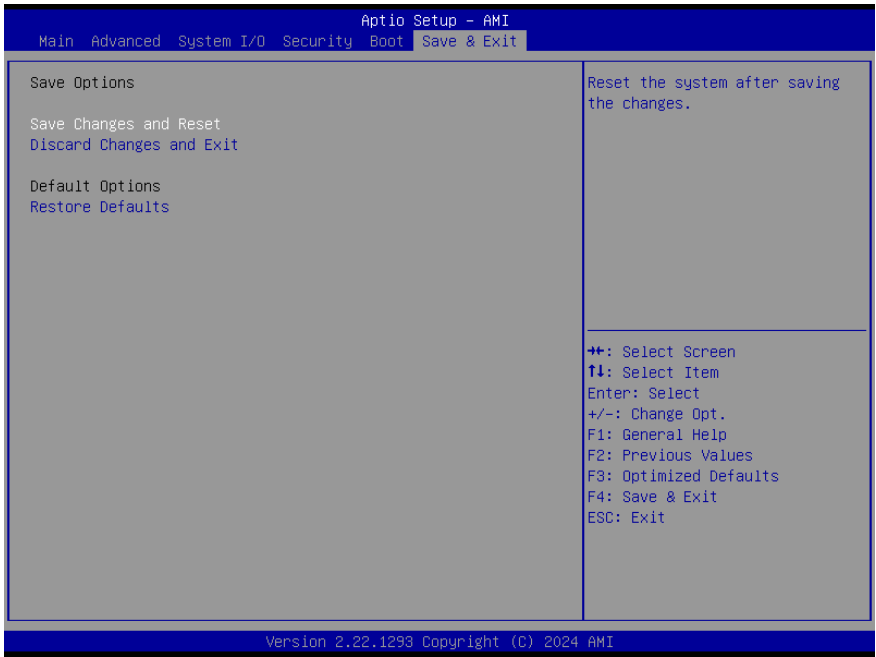 Aptio Setup – AMI
Main Advanced System I/O Security Boot Save & Exit
Save Options
Save Changes and Reset
Discard Changes and Exit
Default Options
Restore Defaults
Reset the system after saving
the changes.
→←: Select Screen
↑↓: Select Item
Enter: Select
+/-: Change Opt.
F1: General Help
F2: Previous Values
F3: Optimized Defaults
F4: Save & Exit
ESC: Exit
Version 2.22.1293 Copyright (C) 2024 AMI